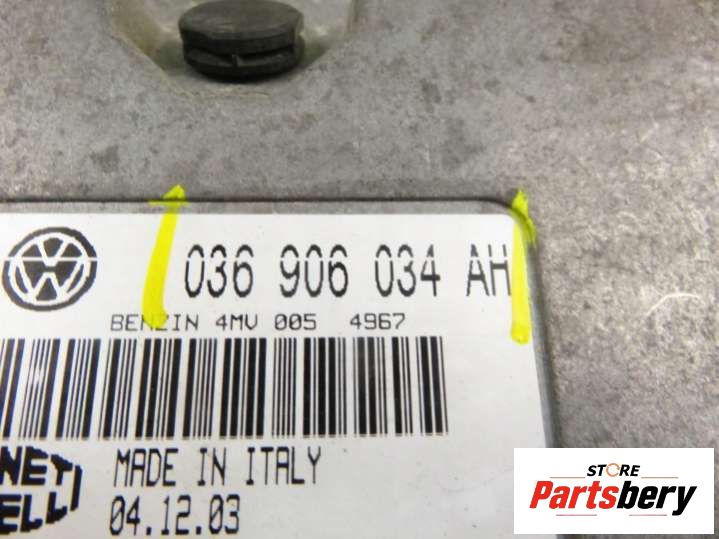 036 906 034 AH
BENZIN 4MV 005 4967
MADE IN ITALY
04.12.03
STORE
Partsbery